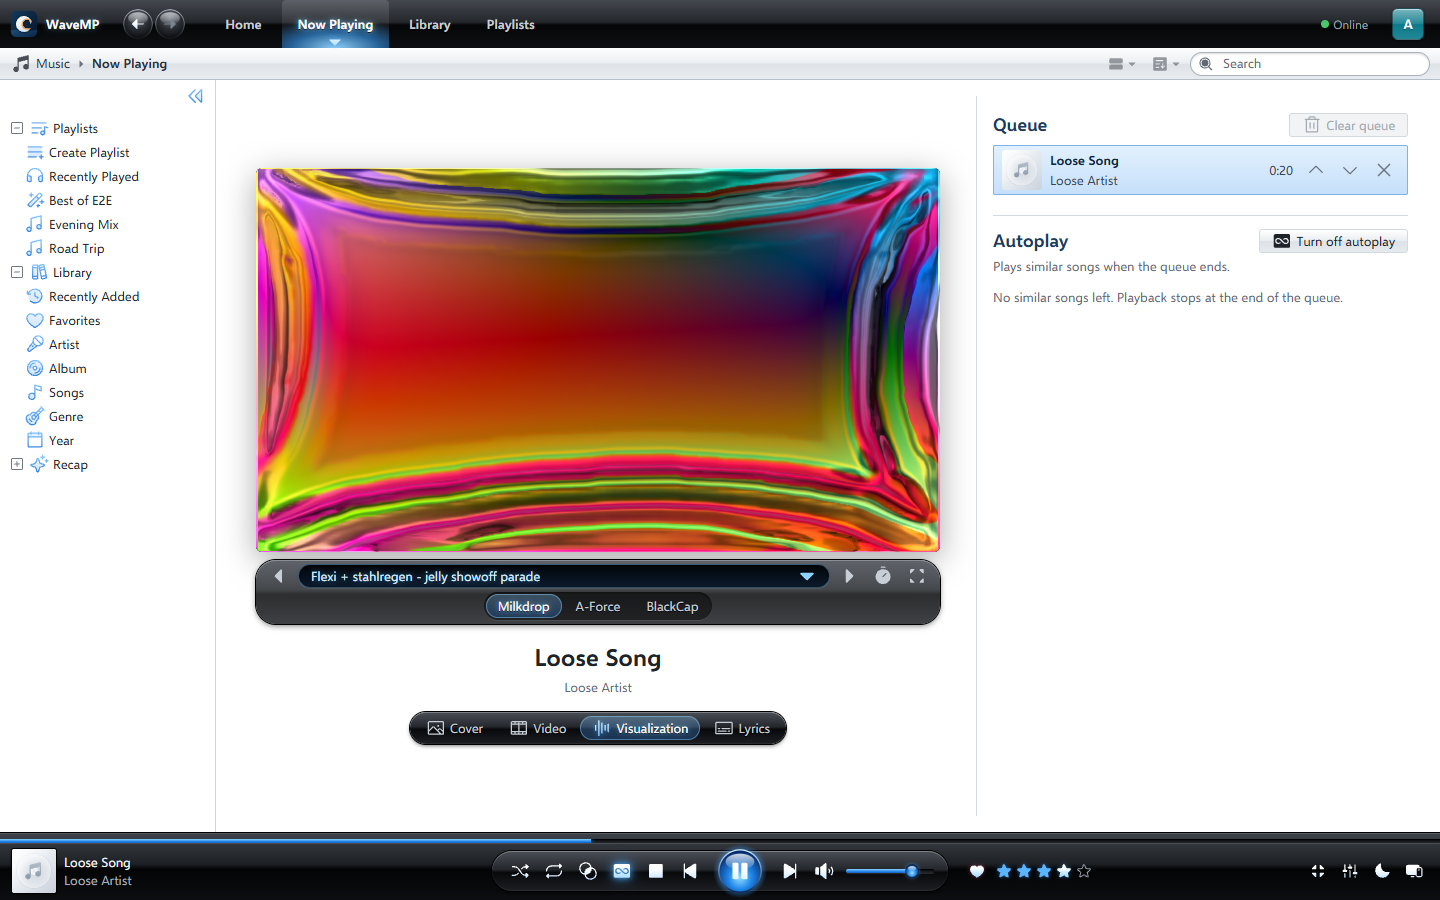 WaveMP
Home
Now Playing
Library
Playlists
Online
A
Music
Now Playing
Search
Playlists
Create Playlist
Recently Played
Best of E2E
Evening Mix
Road Trip
Library
Recently Added
Favorites
Artist
Album
Songs
Genre
Year
Recap
Flexi + stahlregen - jelly showoff parade
Milkdrop
A-Force
BlackCap
Loose Song
Loose Artist
Cover
Video
Visualization
Lyrics
Queue
Clear queue
Loose Song
Loose Artist
0:20
Autoplay
Turn off autoplay
Plays similar songs when the queue ends.
No similar songs left. Playback stops at the end of the queue.
Loose Song
Loose Artist